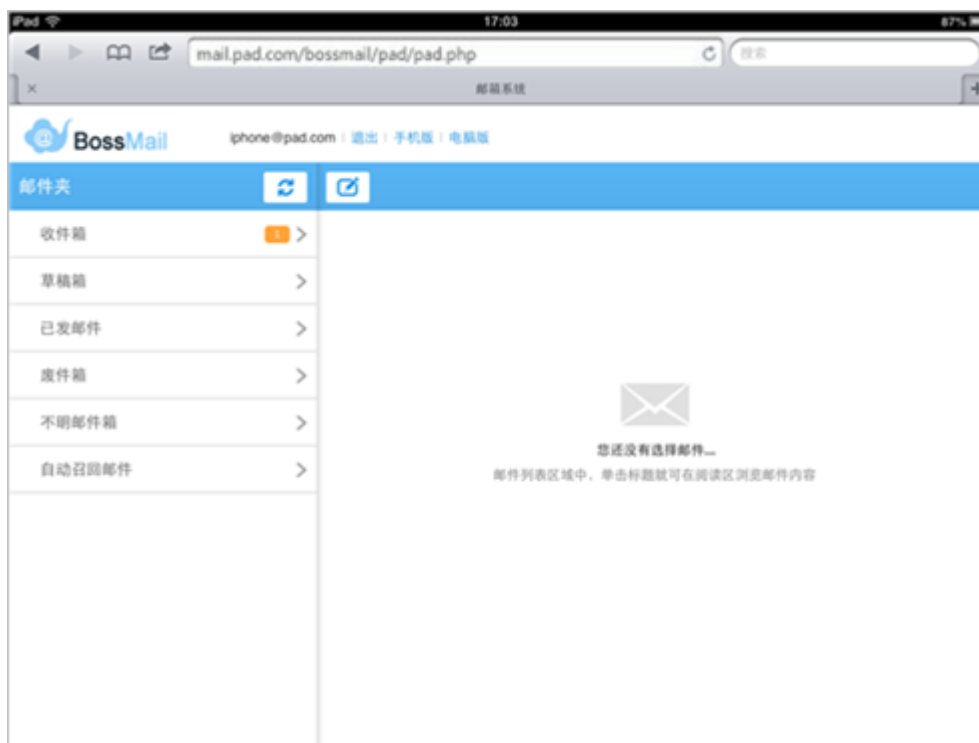 iPad 17:03 87%
mail.pad.com/bossmail/pad/pad.php 搜索
邮箱系统
BossMail iphone@pad.com | 退出 | 手机版 | 电脑版
邮件夹
收件箱 1
草稿箱
已发邮件
废件箱
不明邮件箱
自动召回邮件
您还没有选择邮件...
邮件列表区域中，单击标题就可在阅读区浏览邮件内容